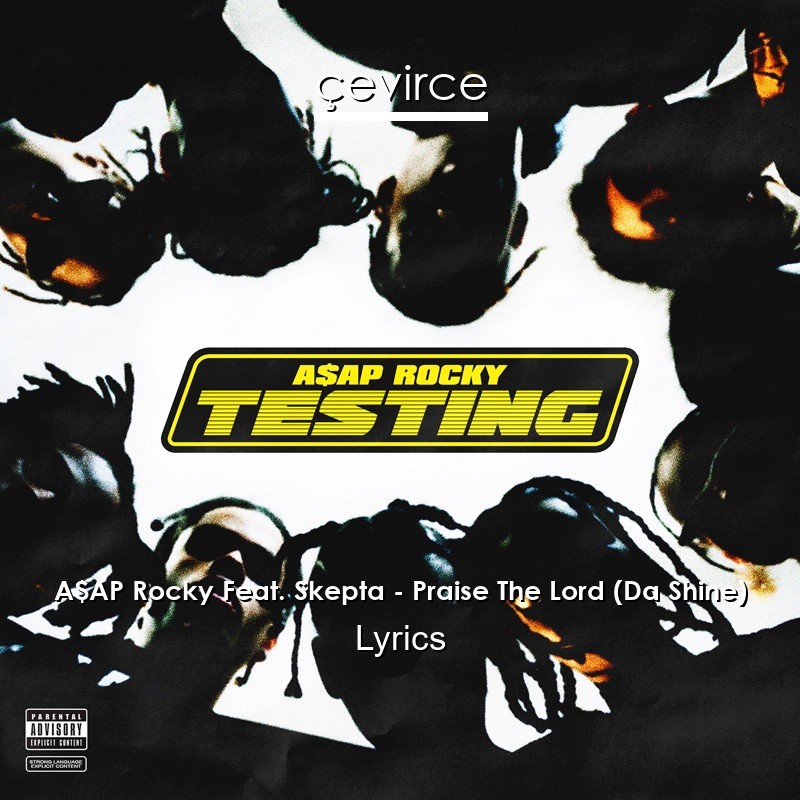 çevirce
A$AP ROCKY
TESTING
A$AP Rocky Feat. Skepta - Praise The Lord (Da Shine)
Lyrics
PARENTAL
ADVISORY
EXPLICIT CONTENT
STRONG LANGUAGE
EXPLICIT CONTENT